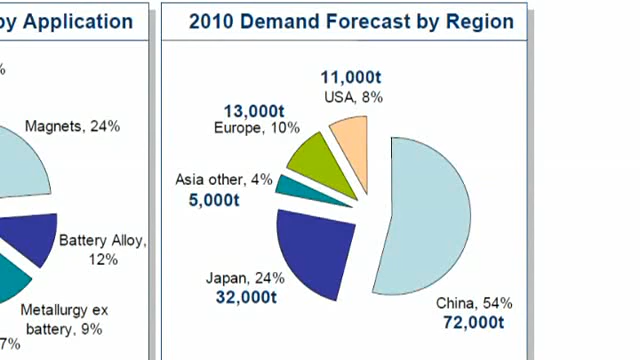 by Application
%
Magnets, 24%
Battery Alloy,
12%
Metallurgy ex
battery, 9%
7%
2010 Demand Forecast by Region
11,000t
USA, 8%
13,000t
Europe, 10%
Asia other, 4%
5,000t
Japan, 24%
32,000t
China, 54%
72,000t